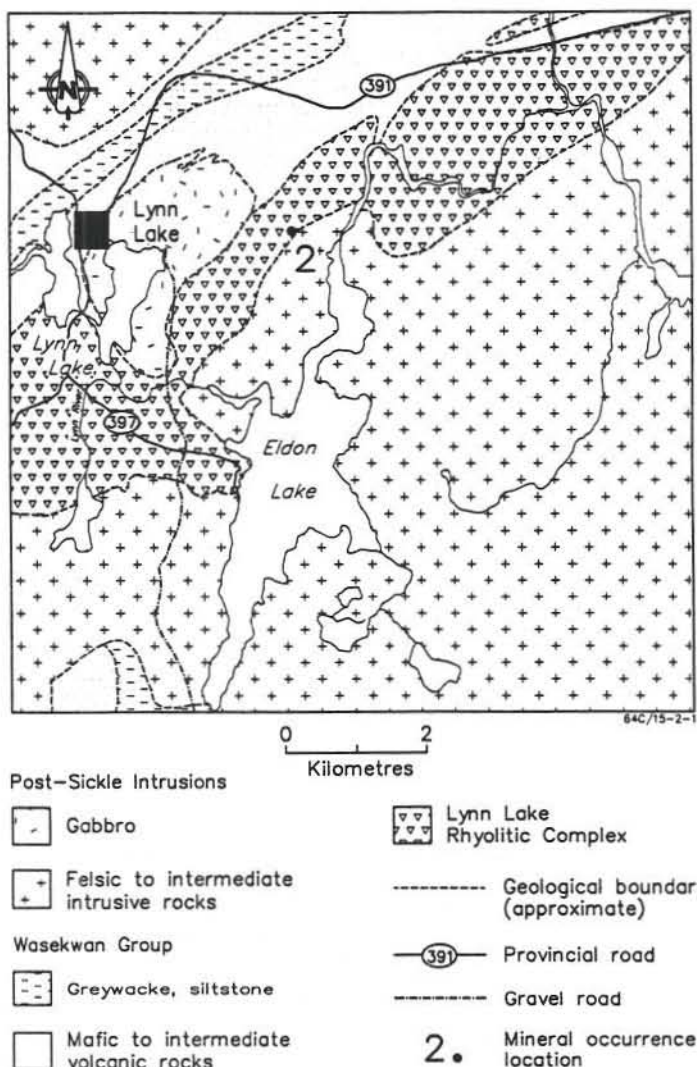 N
391
Lynn
Lake
2
Lynn
Lake
Lynn River
397
Eldon
Lake
64C/15-2-1
0 2
Kilometres
Post-Sickle Intrusions
Gabbro
Felsic to intermediate
intrusive rocks
Wasekwan Group
Greywacke, siltstone
Mafic to intermediate
volcanic rocks
Lynn Lake
Rhyolitic Complex
Geological boundar
(approximate)
391 Provincial road
Gravel road
2. Mineral occurrence
location